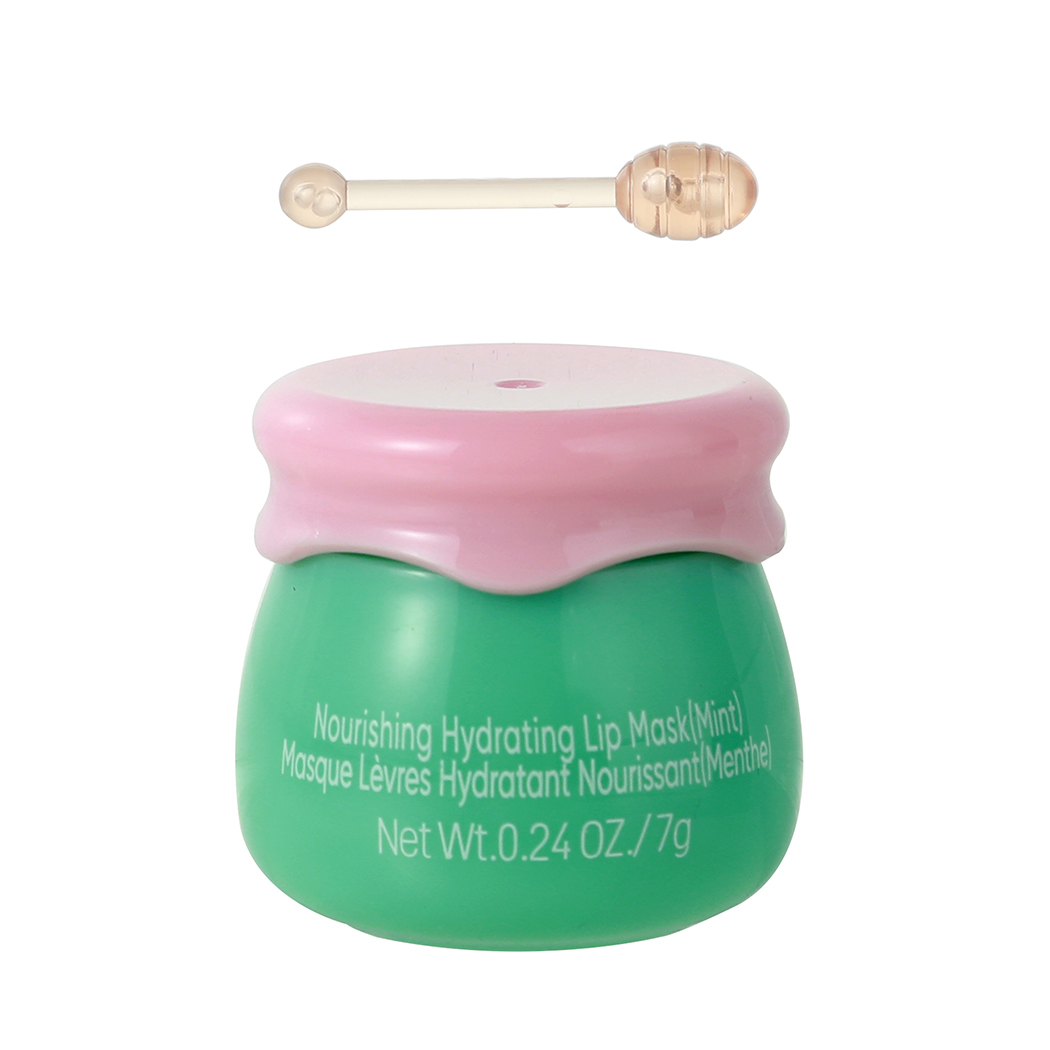 Nourishing Hydrating Lip Mask(Mint)
Masque Lèvres Hydratant Nourissant(Menthe)
Net Wt.0.24 OZ./7g